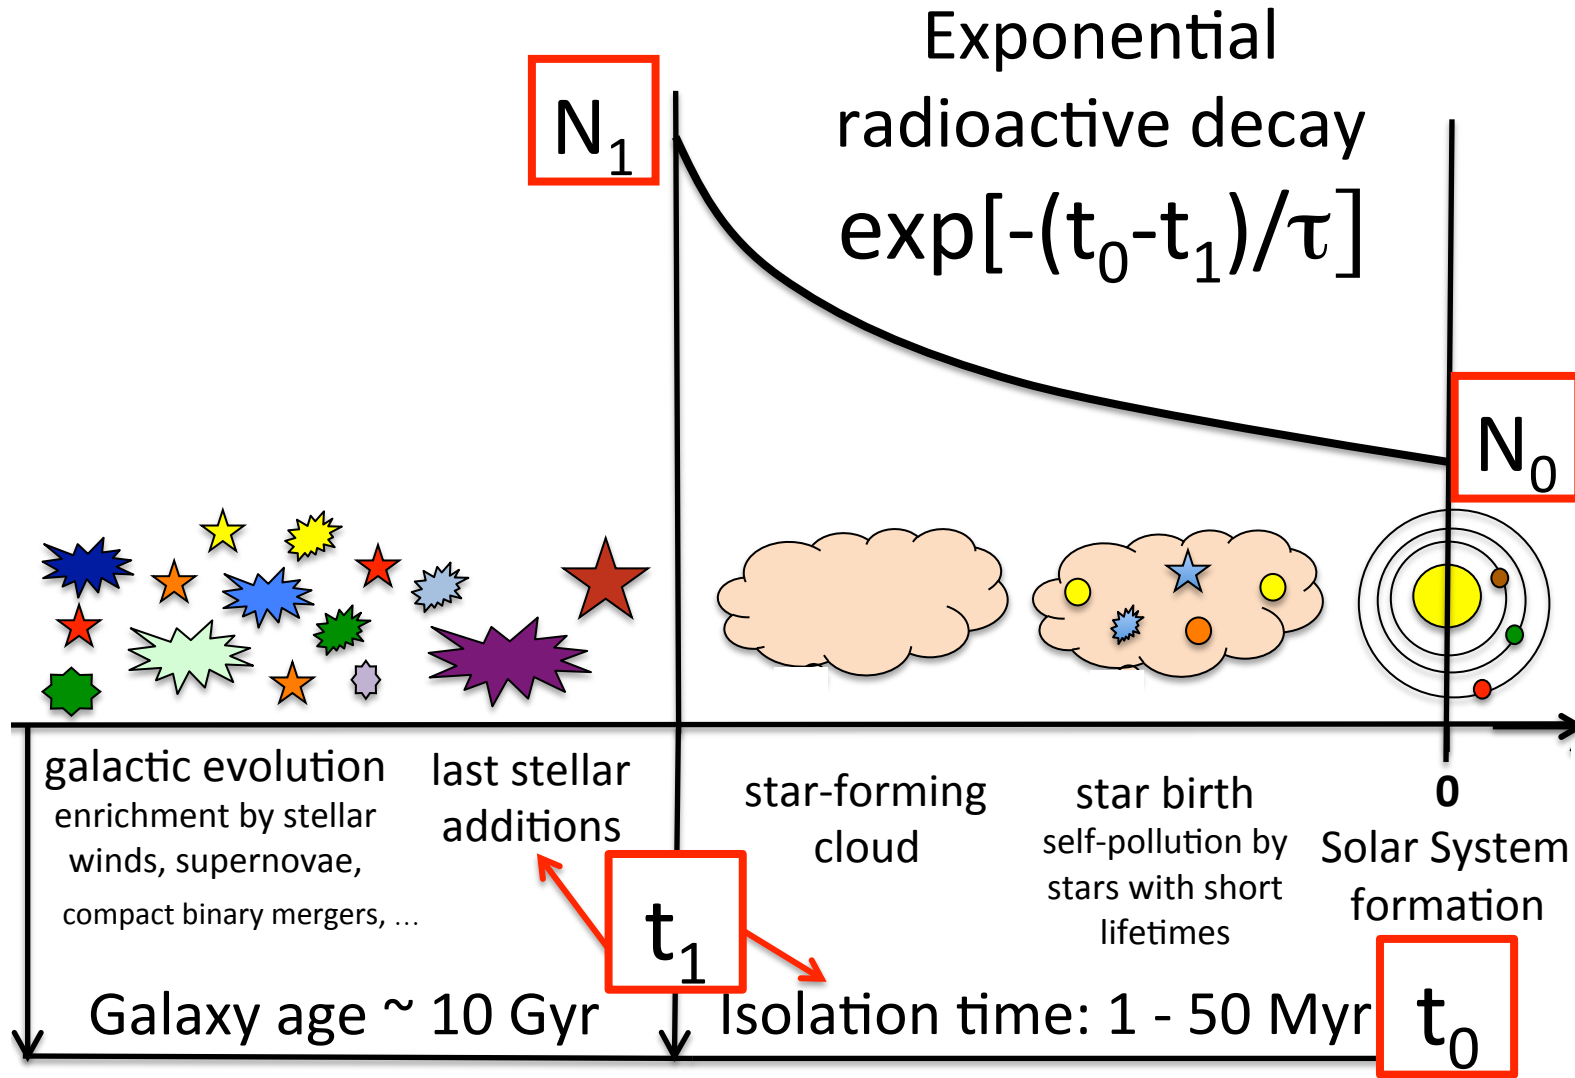 Exponential
radioactive decay
exp[-(t₀-t₁)/τ]
N₁
N₀
galactic evolution
enrichment by stellar
winds, supernovae,
compact binary mergers, ...
last stellar
additions
star-forming
cloud
star birth
self-pollution by
stars with short
lifetimes
0
Solar System
formation
t₁
Galaxy age ~ 10 Gyr
Isolation time: 1 - 50 Myr
t₀